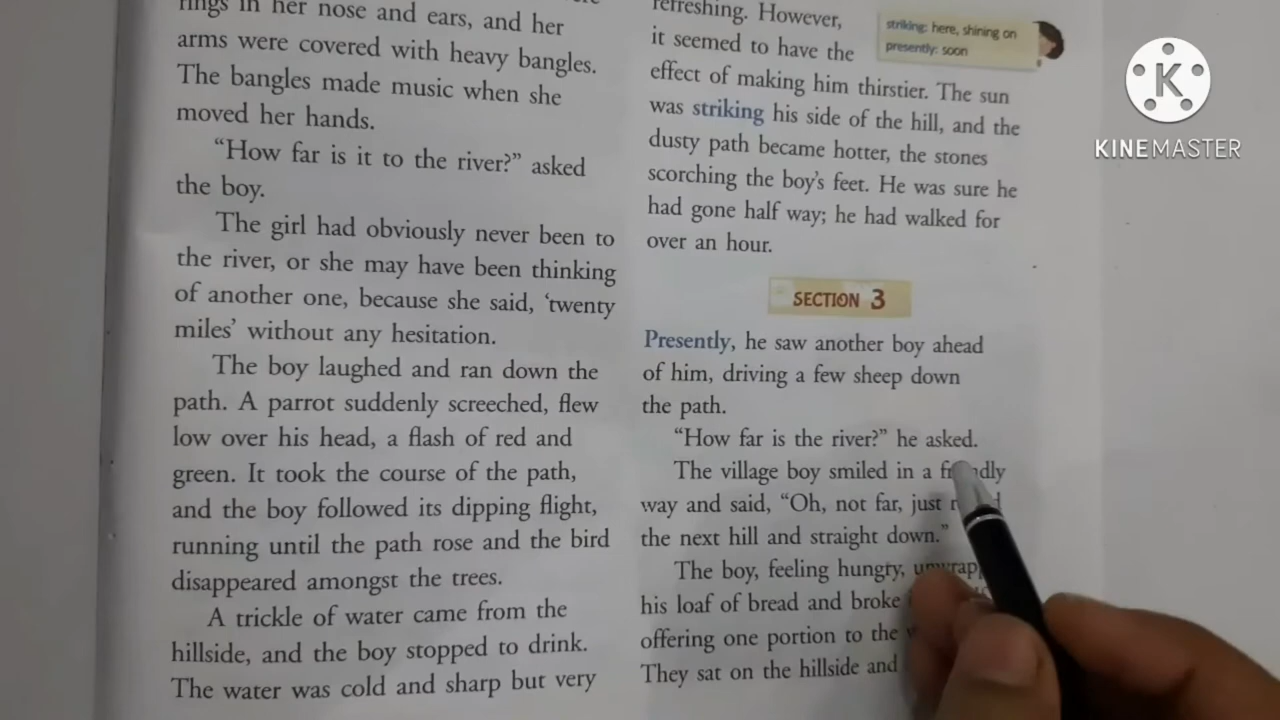 rings in her nose and ears, and her
arms were covered with heavy bangles.
The bangles made music when she
moved her hands.
“How far is it to the river?” asked
the boy.
The girl had obviously never been to
the river, or she may have been thinking
of another one, because she said, ‘twenty
miles’ without any hesitation.
The boy laughed and ran down the
path. A parrot suddenly screeched, flew
low over his head, a flash of red and
green. It took the course of the path,
and the boy followed its dipping flight,
running until the path rose and the bird
disappeared amongst the trees.
A trickle of water came from the
hillside, and the boy stopped to drink.
The water was cold and sharp but very
refreshing. However,
it seemed to have the
effect of making him thirstier. The sun
was striking his side of the hill, and the
dusty path became hotter, the stones
scorching the boy’s feet. He was sure he
had gone half way; he had walked for
over an hour.
striking: here, shining on
presently: soon
SECTION 3
Presently, he saw another boy ahead
of him, driving a few sheep down
the path.
“How far is the river?” he asked.
The village boy smiled in a friendly
way and said, “Oh, not far, just
the next hill and straight down.”
The boy, feeling hungry,
his loaf of bread and broke
offering one portion to the
They sat on the hillside and
KINEMASTER